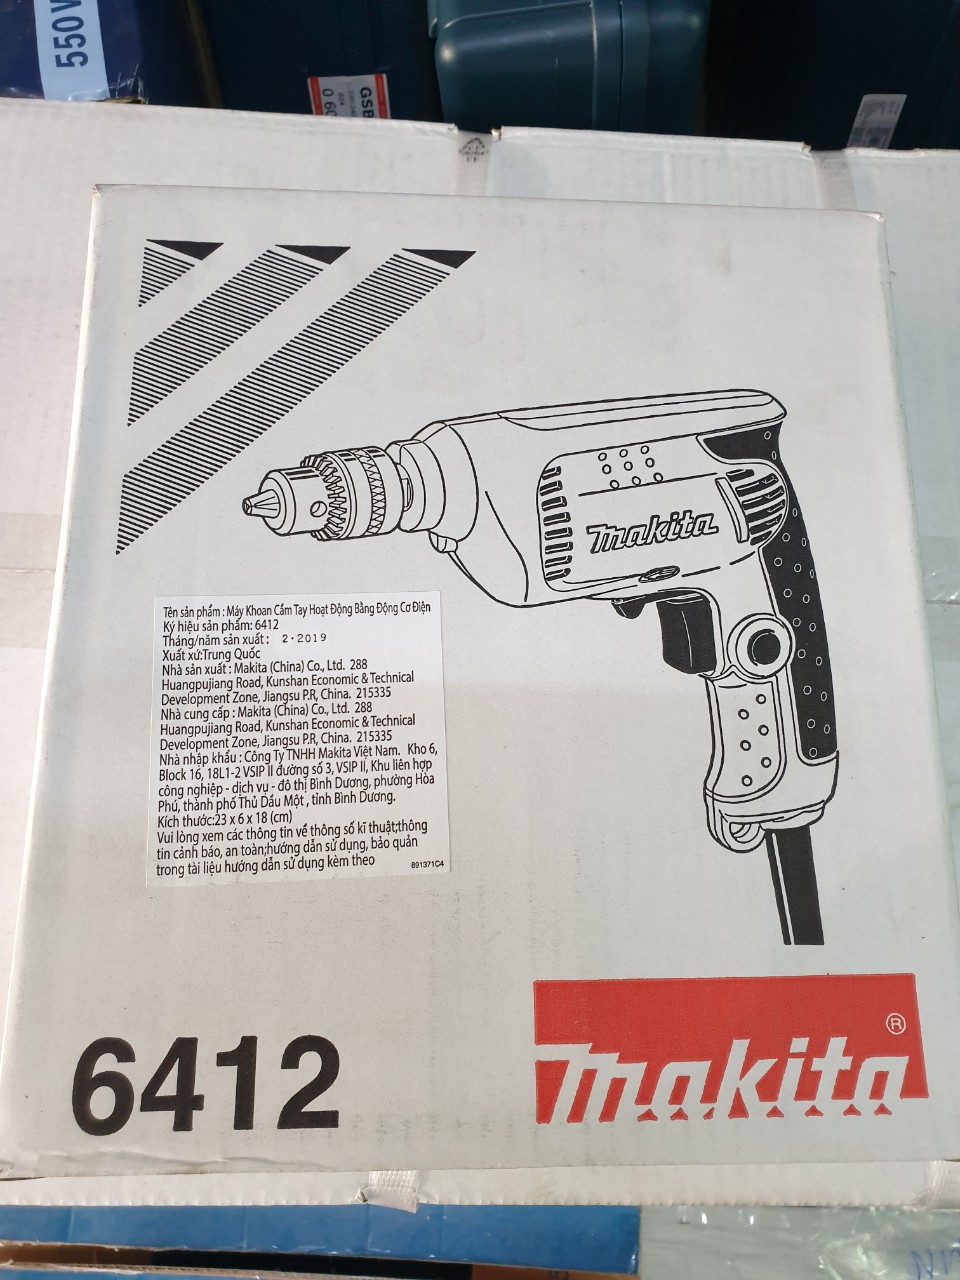 550W
GSB
makita
Tên sản phẩm : Máy Khoan Cầm Tay Hoạt Động Bằng Động Cơ Điện
Ký hiệu sản phẩm: 6412
Tháng/năm sản xuất : 2 · 2019
Xuất xứ:Trung Quốc
Nhà sản xuất : Makita (China) Co., Ltd. 288
Huangpujiang Road, Kunshan Economic & Technical
Development Zone, Jiangsu P.R, China. 215335
Nhà cung cấp : Makita (China) Co., Ltd. 288
Huangpujiang Road, Kunshan Economic & Technical
Development Zone, Jiangsu P.R, China. 215335
Nhà nhập khẩu : Công Ty TNHH Makita Việt Nam. Kho 6,
Block 16, 18L1-2 VSIP II đường số 3, VSIP II, Khu liên hợp
công nghiệp - dịch vụ - đô thị Bình Dương, phường Hòa
Phú, thành phố Thủ Dầu Một , tỉnh Bình Dương.
Kích thước:23 x 6 x 18 (cm)
Vui lòng xem các thông tin về thông số kĩ thuật;thông
tin cảnh báo, an toàn;hướng dẫn sử dụng, bảo quản
trong tài liệu hướng dẫn sử dụng kèm theo
891371C4
6412
makita ®